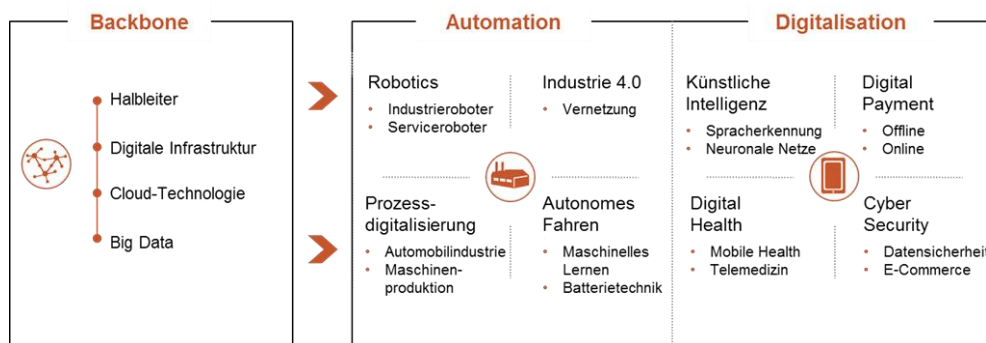 Backbone
Halbleiter
Digitale Infrastruktur
Cloud-Technologie
Big Data
Automation
Robotics
• Industrieroboter
• Serviceroboter
Industrie 4.0
• Vernetzung
Prozess-
digitalisierung
• Automobilindustrie
• Maschinen-
produktion
Autonomes
Fahren
• Maschinelles
Lernen
• Batterietechnik
Digitalisation
Künstliche
Intelligenz
• Spracherkennung
• Neuronale Netze
Digital
Payment
• Offline
• Online
Digital
Health
• Mobile Health
• Telemedizin
Cyber
Security
• Datensicherheit
• E-Commerce